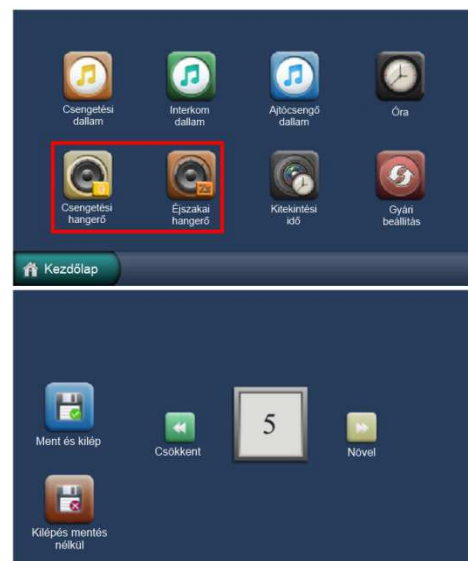 Csengetési
dallam
Interkom
dallam
Ajtócsengő
dallam
Óra
Csengetési
hangerő
Éjszakai
hangerő
Kitekintési
idő
Gyári
beállítás
Kezdőlap
Ment és kilép
Csökkent
5
Növel
Kilépés mentés
nélkül